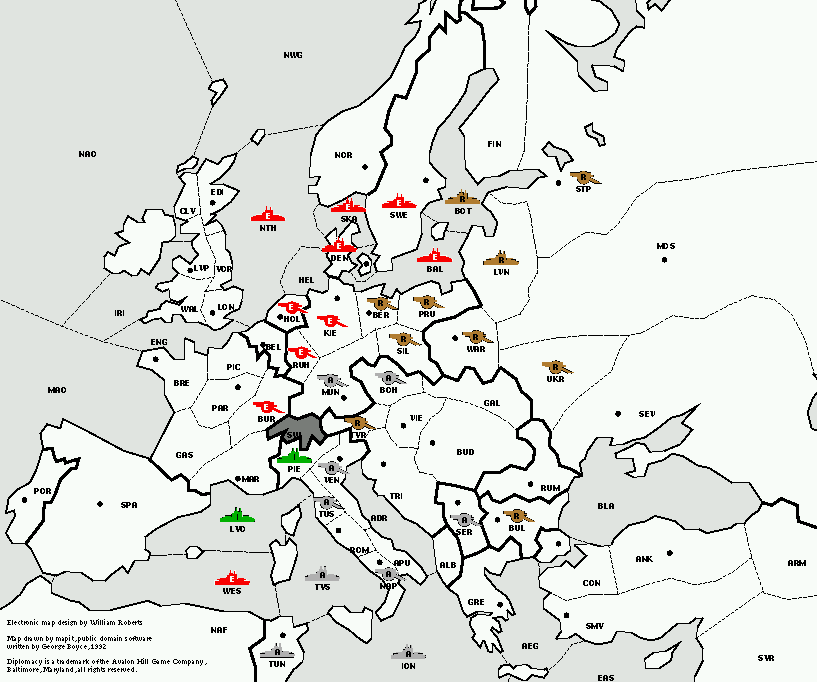 NWG
NAO
FIN
NOR
EDI
R STP
CLY
E NTH
E SKA
E SWE
R BOT
MOS
LVP YOR
E DEN
E BAL
R LVN
HEL
IRI
WAL LON
E HOL
E KIE
R BER
R PRU
ENG
BEL
E RUH
R SIL
R WAR
PIC
BRE
R UKR
MAO
A MUN
A BOH
PAR
E BUR
GAL
SEV
VIE
R TYR
SWI
GAS
BUD
PIE
A VEN
MAR
RUM
POR
SPA
TRI
A TUS
BLA
LYO
ADR
A SER
R BUL
ROM
APU
ALB
ANK
ARM
E WES
A TYS
A NAP
CON
GRE
Electronic map design by William Roberts
SMY
NAF
Map drawn by mapit,public domain software
written by George Boyce,1992
AEG
A TUN
A ION
SYR
Diplomacy is a trademark of the Avalon Hill Game Company,
Baltimore,Maryland,all rights reserved.
EAS